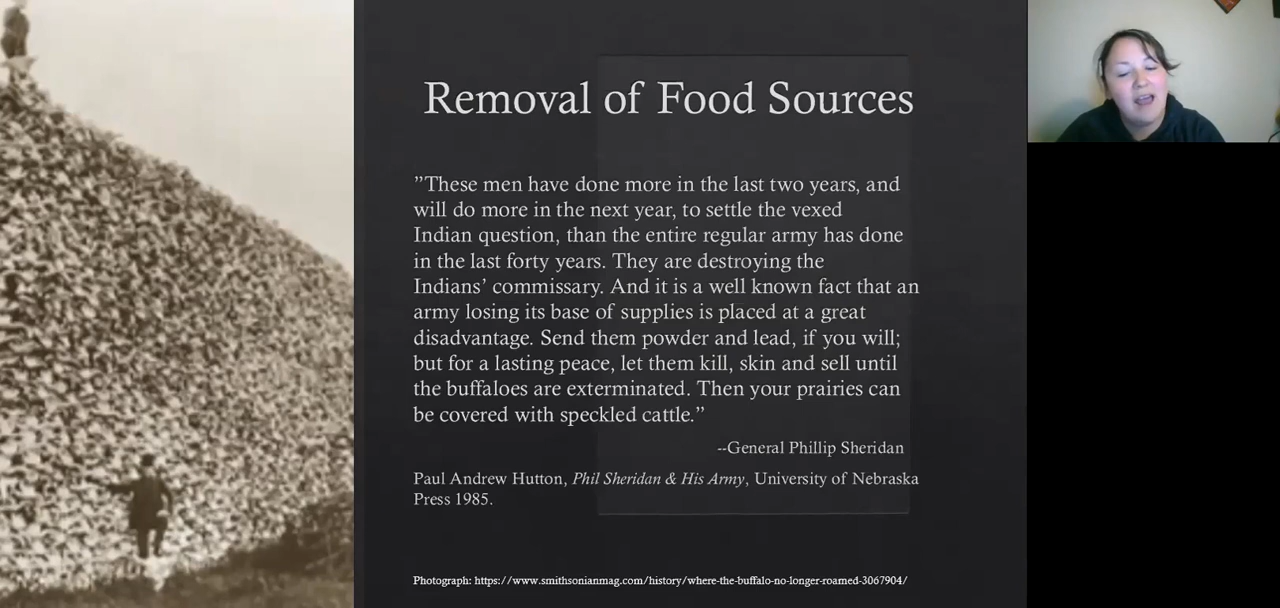 Removal of Food Sources
”These men have done more in the last two years, and
will do more in the next year, to settle the vexed
Indian question, than the entire regular army has done
in the last forty years. They are destroying the
Indians’ commissary. And it is a well known fact that an
army losing its base of supplies is placed at a great
disadvantage. Send them powder and lead, if you will;
but for a lasting peace, let them kill, skin and sell until
the buffaloes are exterminated. Then your prairies can
be covered with speckled cattle.”
--General Phillip Sheridan
Paul Andrew Hutton, Phil Sheridan & His Army, University of Nebraska
Press 1985.
Photograph: https://www.smithsonianmag.com/history/where-the-buffalo-no-longer-roamed-3067904/